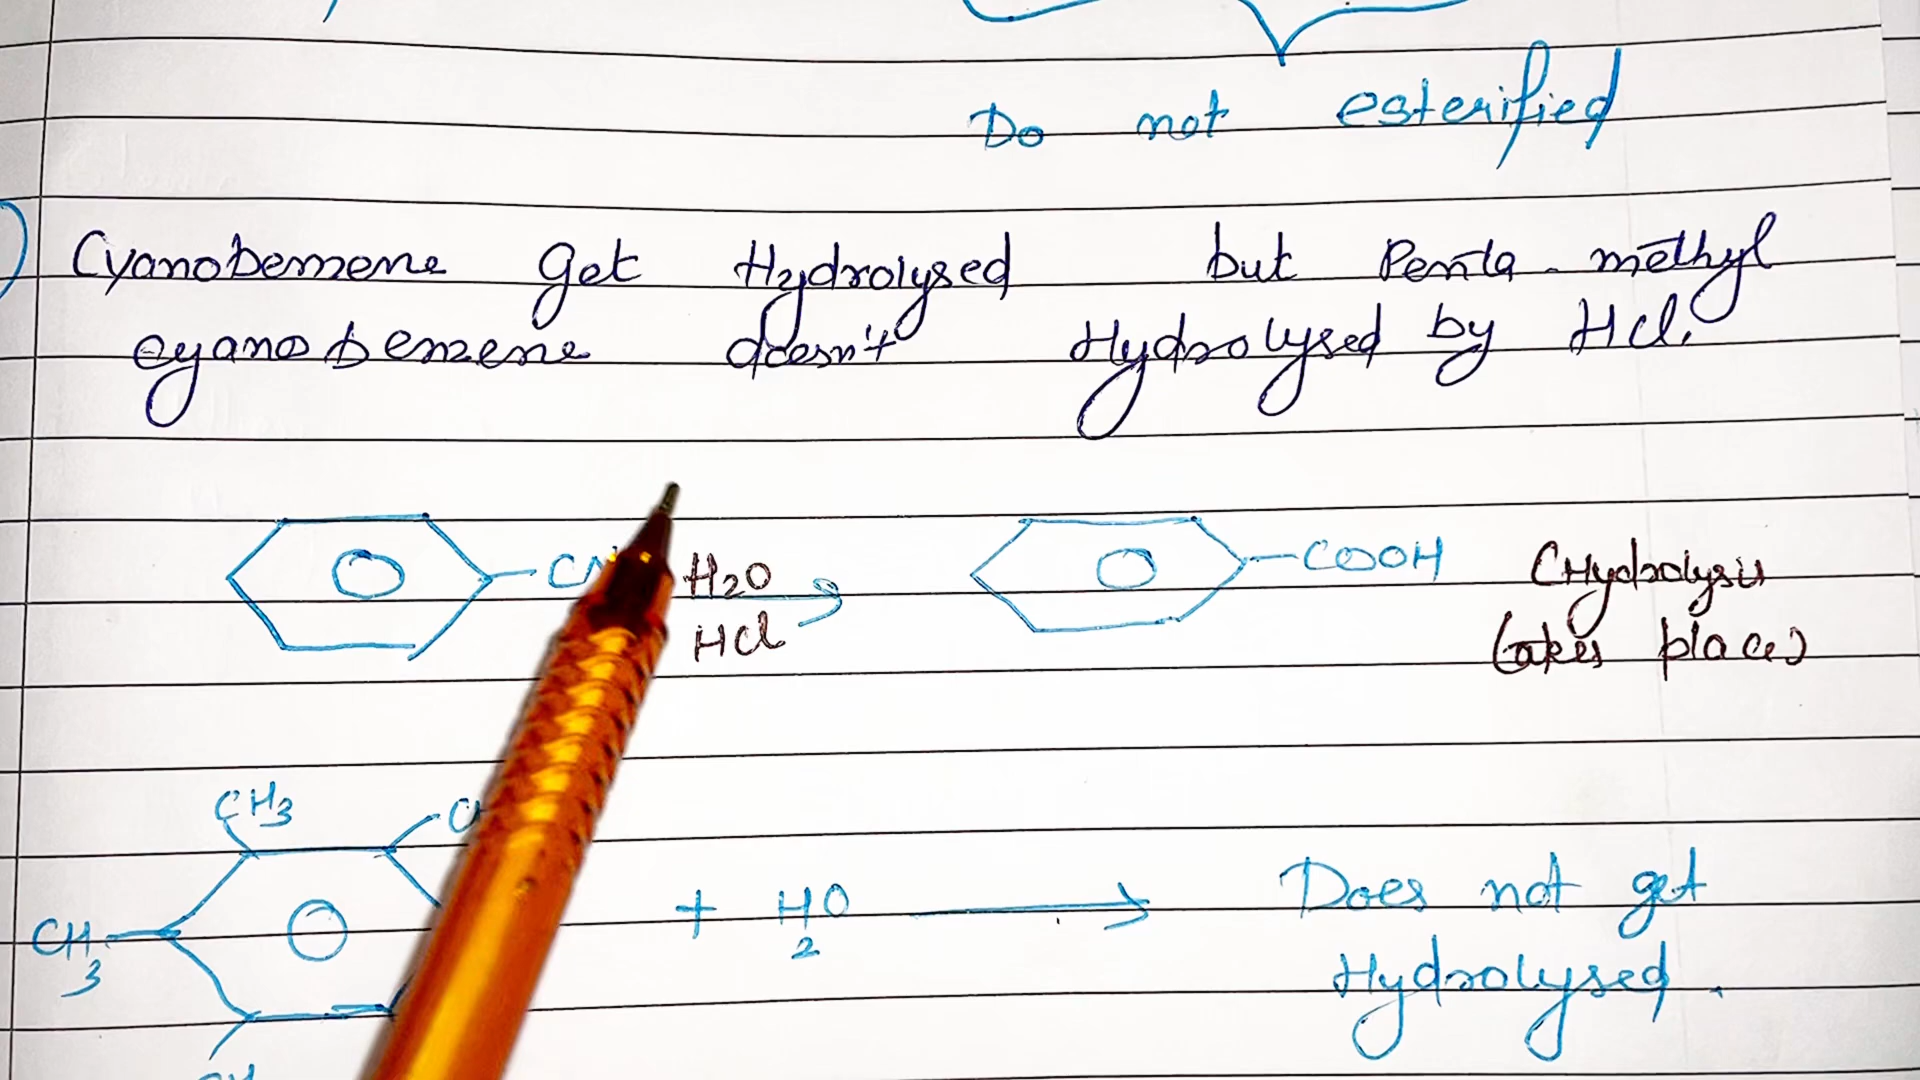 Do not esterified
Cyanobenzene get Hydrolysed but Penta-methyl
cyanobenzene doesn't Hydrolysed by HCl.
CN H2O COOH (Hydrolysis
HCl takes place)
CH3
CH3 + H2O Does not get
Hydrolysed.